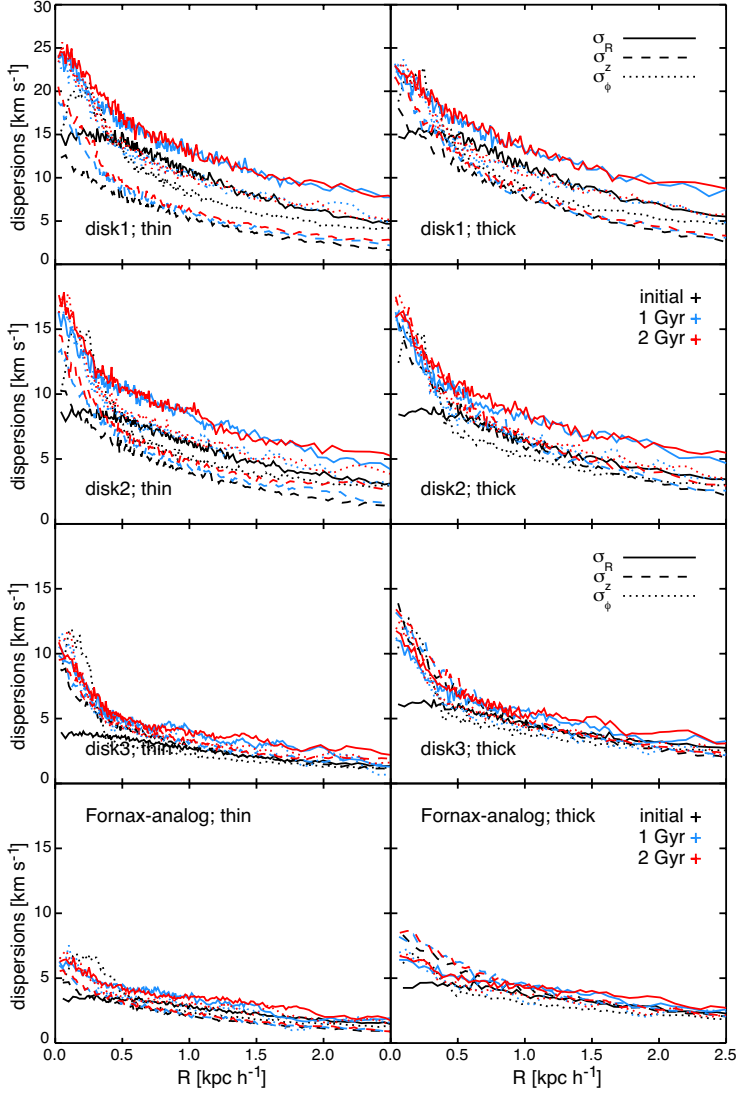 30
25
20
15
10
5
0
dispersions [km s⁻¹]
disk1; thin
σR
σz
σϕ
disk1; thick
15
10
5
0
dispersions [km s⁻¹]
disk2; thin
initial +
1 Gyr +
2 Gyr +
disk2; thick
15
10
5
0
dispersions [km s⁻¹]
disk3; thin
σR
σz
σϕ
disk3; thick
15
10
5
0
dispersions [km s⁻¹]
Fornax-analog; thin
Fornax-analog; thick
initial +
1 Gyr +
2 Gyr +
0.0 0.5 1.0 1.5 2.0 0.0 0.5 1.0 1.5 2.0 2.5
R [kpc h⁻¹] R [kpc h⁻¹]